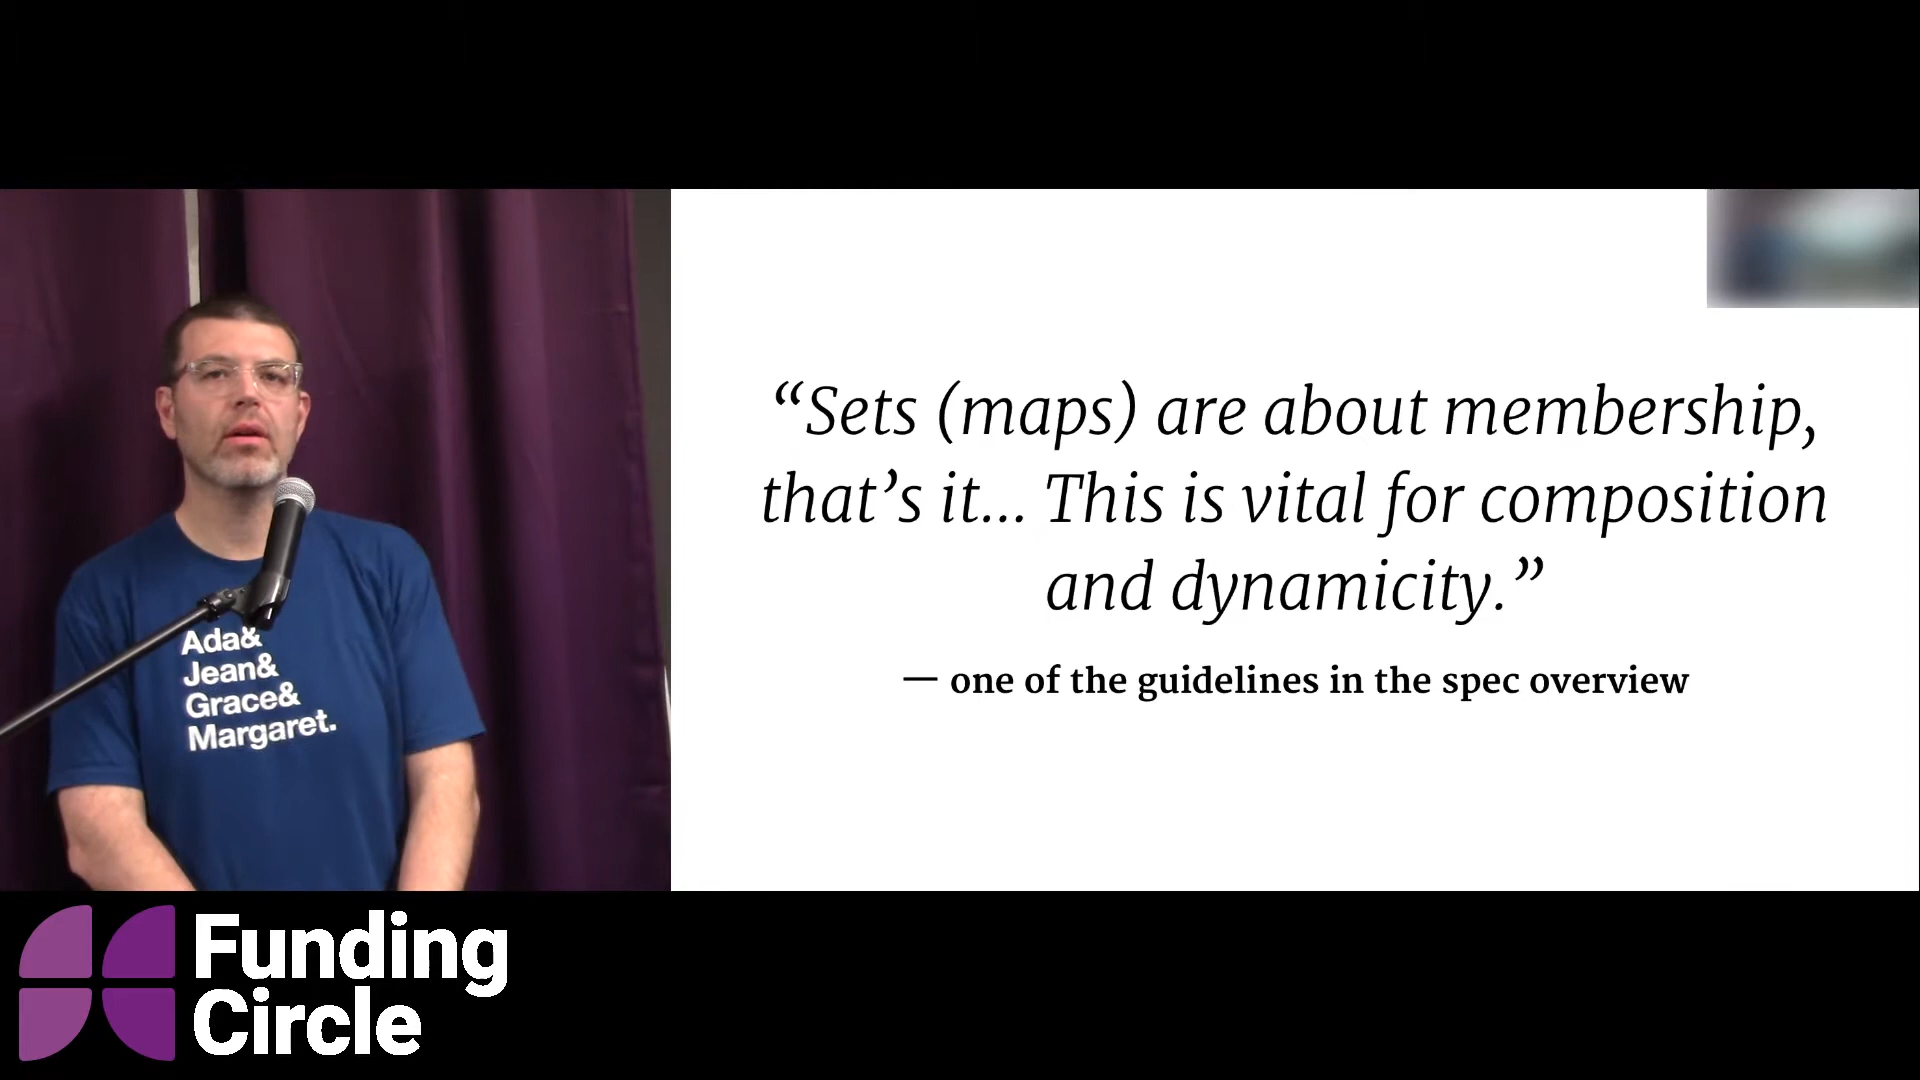 “Sets (maps) are about membership,
that’s it... This is vital for composition
and dynamicity.”
— one of the guidelines in the spec overview
Ada&
Jean&
Grace&
Margaret.
Funding
Circle